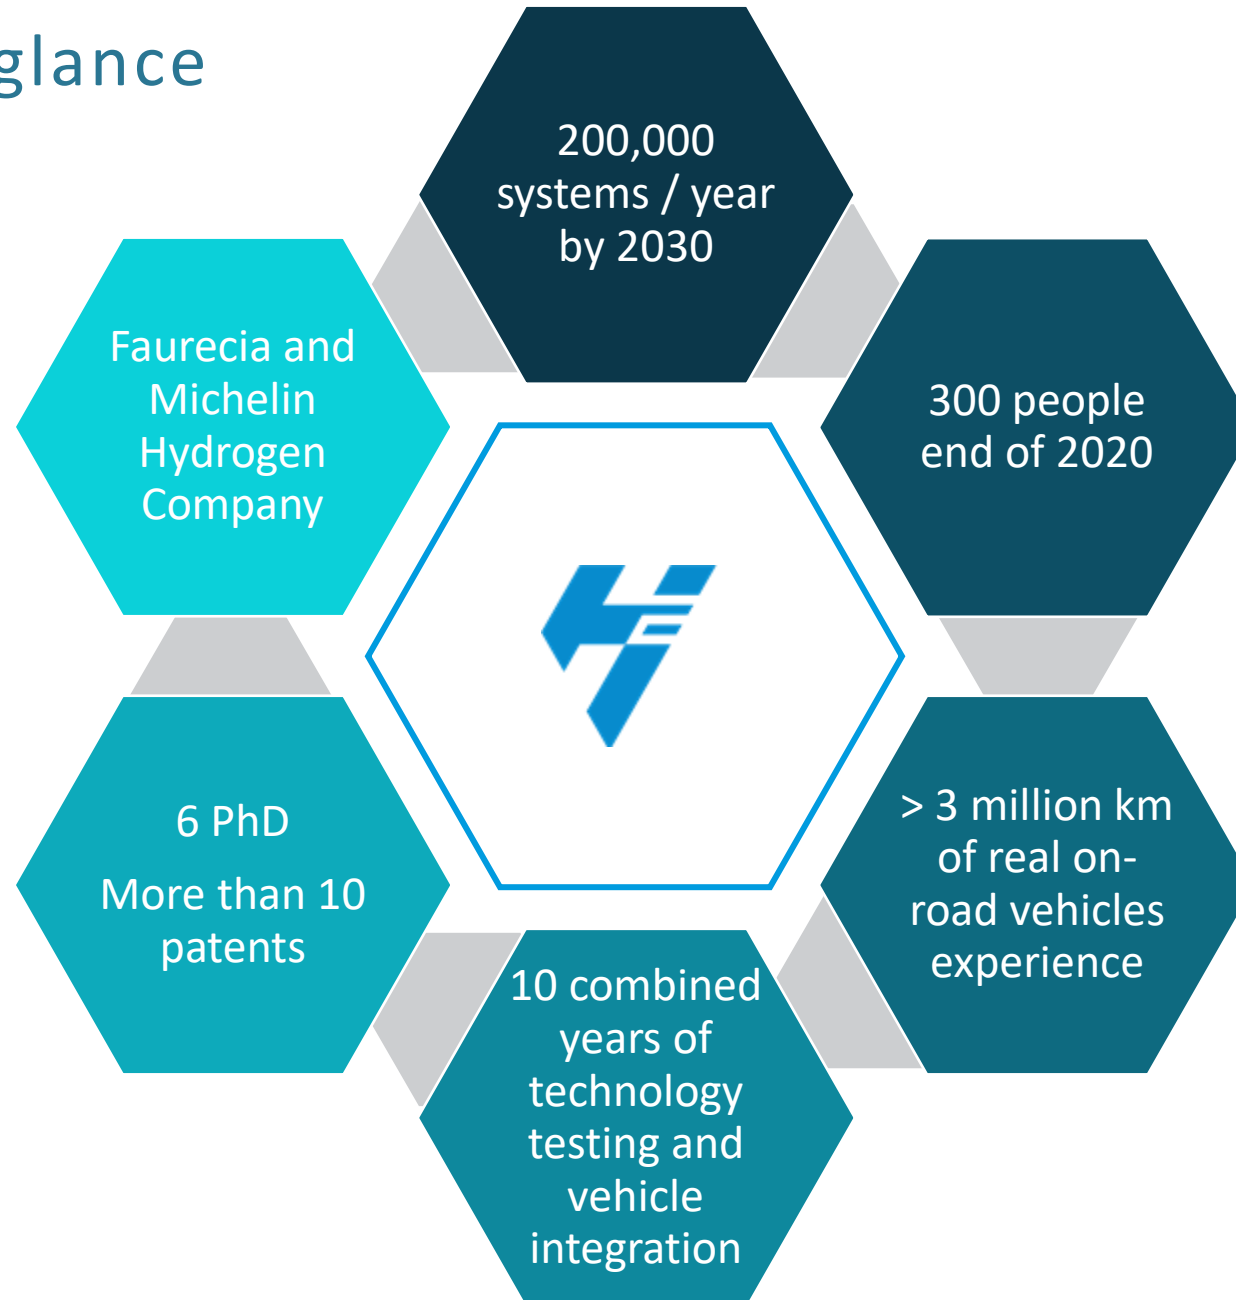 glance
200,000
systems / year
by 2030
300 people
end of 2020
> 3 million km
of real on-
road vehicles
experience
10 combined
years of
technology
testing and
vehicle
integration
6 PhD
More than 10
patents
Faurecia and
Michelin
Hydrogen
Company